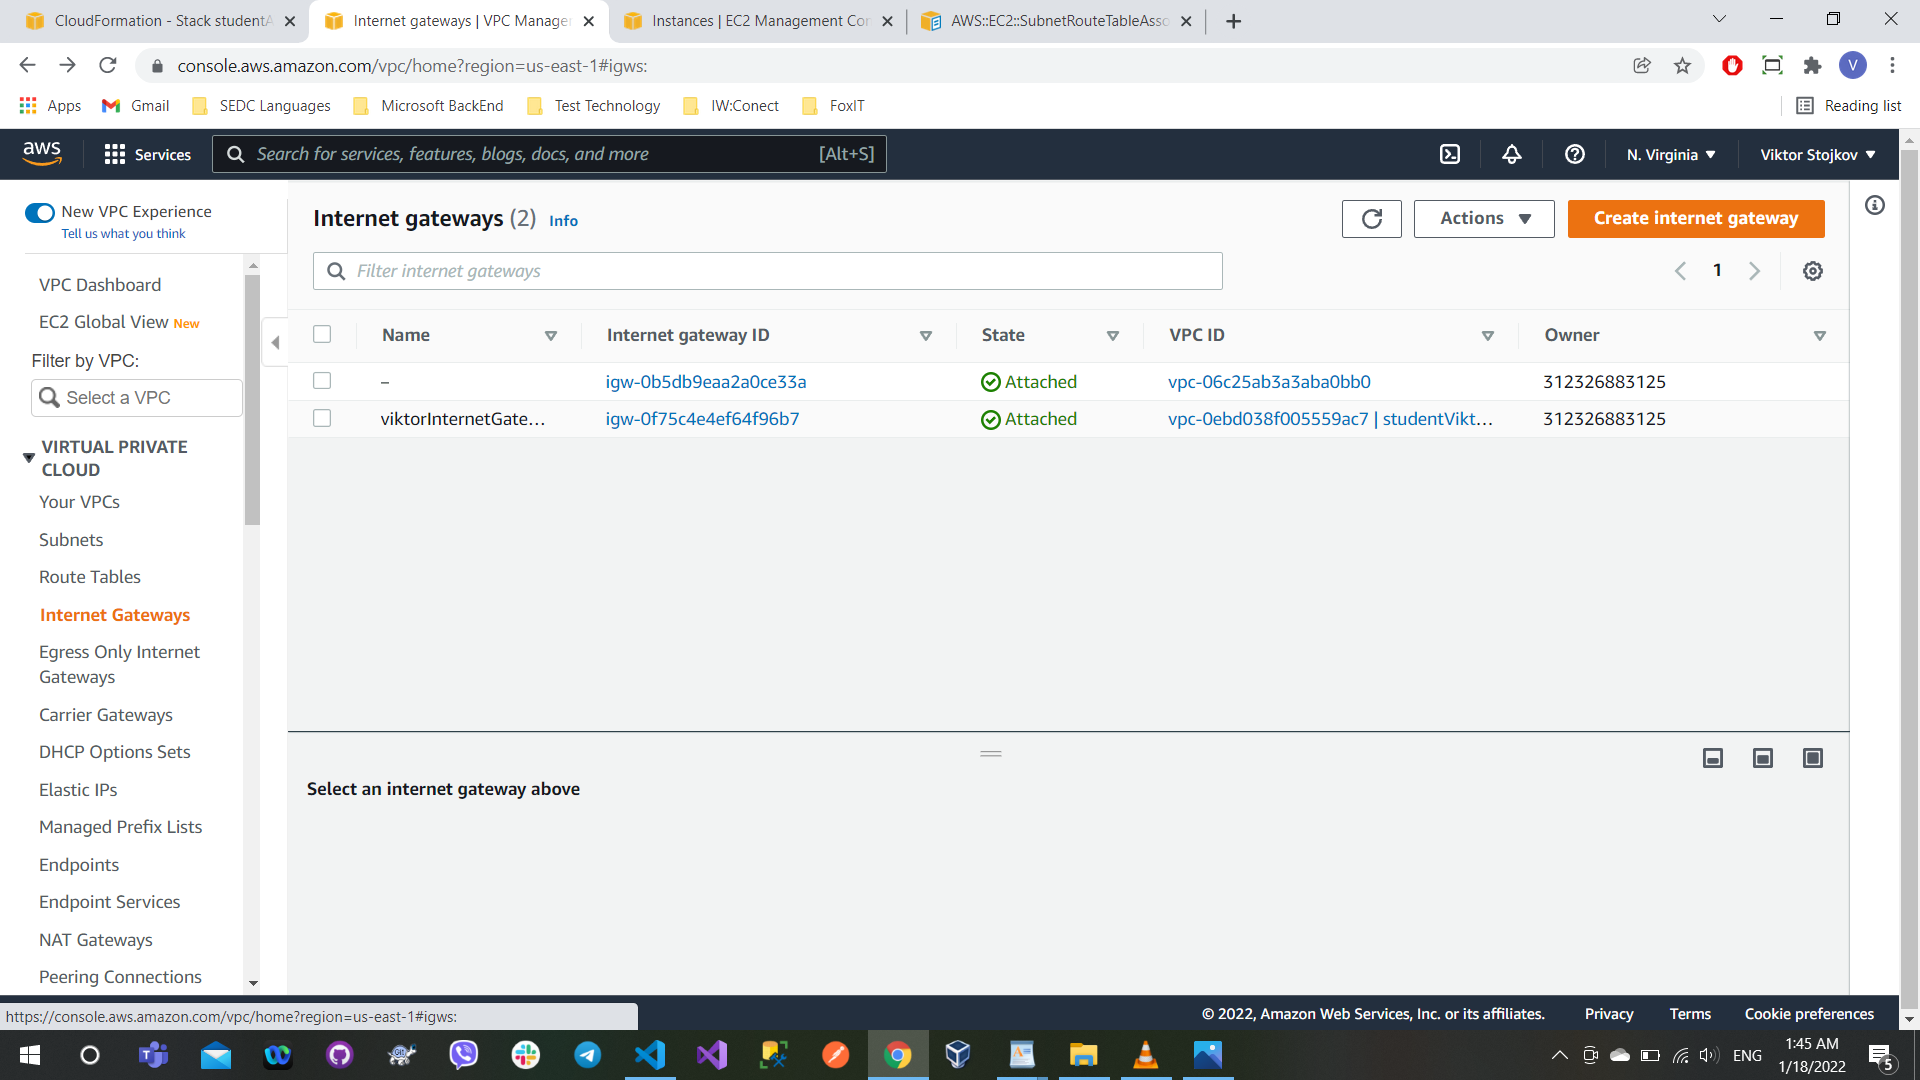 CloudFormation - Stack studentA
Internet gateways | VPC Manage
Instances | EC2 Management Con
AWS::EC2::SubnetRouteTableAsso
console.aws.amazon.com/vpc/home?region=us-east-1#igws:
V
Apps
Gmail
SEDC Languages
Microsoft BackEnd
Test Technology
IW:Conect
FoxIT
Reading list
aws
Services
Search for services, features, blogs, docs, and more
[Alt+S]
N. Virginia
Viktor Stojkov
New VPC Experience
Tell us what you think
VPC Dashboard
EC2 Global View New
Filter by VPC:
Select a VPC
VIRTUAL PRIVATE
CLOUD
Your VPCs
Subnets
Route Tables
Internet Gateways
Egress Only Internet
Gateways
Carrier Gateways
DHCP Options Sets
Elastic IPs
Managed Prefix Lists
Endpoints
Endpoint Services
NAT Gateways
Peering Connections
Internet gateways (2) Info
Actions
Create internet gateway
Filter internet gateways
1
Name Internet gateway ID State VPC ID Owner
– igw-0b5db9eaa2a0ce33a Attached vpc-06c25ab3a3aba0bb0 312326883125
viktorInternetGate... igw-0f75c4e4ef64f96b7 Attached vpc-0ebd038f005559ac7 | studentVikt... 312326883125
Select an internet gateway above
https://console.aws.amazon.com/vpc/home?region=us-east-1#igws:
© 2022, Amazon Web Services, Inc. or its affiliates.
Privacy
Terms
Cookie preferences
ENG
1:45 AM
1/18/2022
5